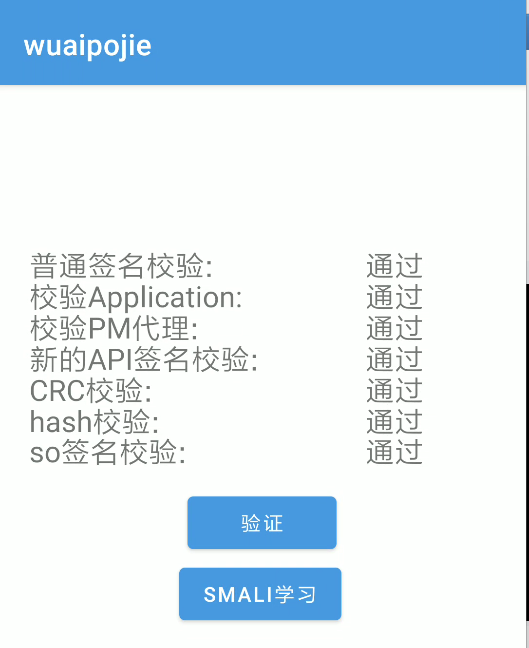 wuaipojie
普通签名校验: 通过
校验Application: 通过
校验PM代理: 通过
新的API签名校验: 通过
CRC校验: 通过
hash校验: 通过
so签名校验: 通过
验证
SMALI学习